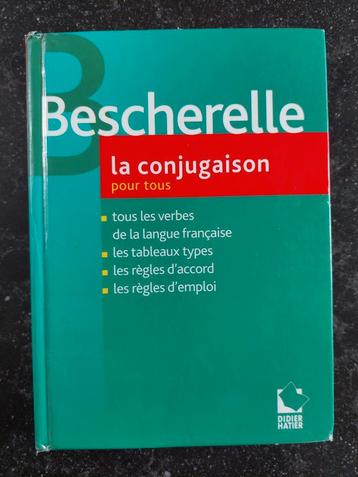 B
Bescherelle
la conjugaison
pour tous
tous les verbes
de la langue française
les tableaux types
les règles d'accord
les règles d'emploi
DIDIER
HATIER